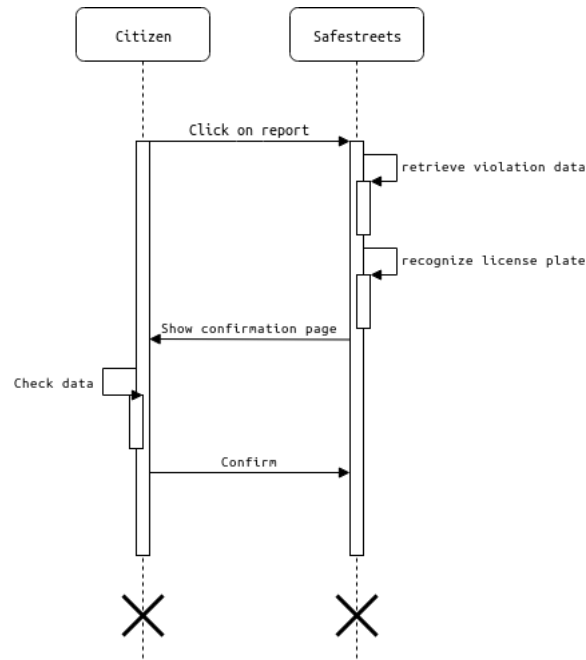 Citizen
Safestreets
Click on report
retrieve violation data
recognize license plate
Show confirmation page
Check data
Confirm